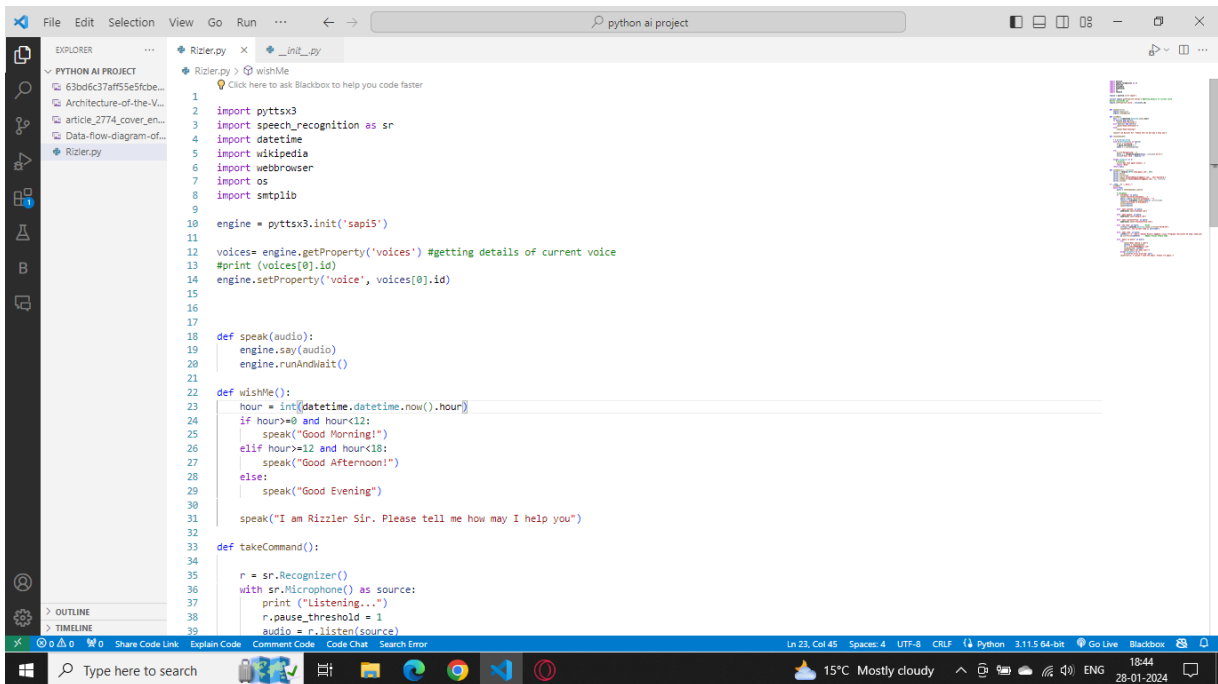 File Edit Selection View Go Run ··· python ai project
EXPLORER ···
Rizler.py
__init__.py
PYTHON AI PROJECT
63bd6c37aff55e5fcbe...
Architecture-of-the-V...
article_2774_cover_en...
Data-flow-diagram-of...
Rizler.py
Rizler.py > wishMe
Click here to ask Blackbox to help you code faster
1
2 import pyttsx3
3 import speech_recognition as sr
4 import datetime
5 import wikipedia
6 import webbrowser
7 import os
8 import smtplib
9
10 engine = pyttsx3.init('sapi5')
11
12 voices= engine.getProperty('voices') #getting details of current voice
13 #print (voices[0].id)
14 engine.setProperty('voice', voices[0].id)
15
16
17
18 def speak(audio):
19 engine.say(audio)
20 engine.runAndWait()
21
22 def wishMe():
23 hour = int(datetime.datetime.now().hour)
24 if hour>=0 and hour<12:
25 speak("Good Morning!")
26 elif hour>=12 and hour<18:
27 speak("Good Afternoon!")
28 else:
29 speak("Good Evening")
30
31 speak("I am Rizzler Sir. Please tell me how may I help you")
32
33 def takeCommand():
34
35 r = sr.Recognizer()
36 with sr.Microphone() as source:
37 print ("Listening...")
38 r.pause_threshold = 1
39 audio = r.listen(source)
B
1
OUTLINE
TIMELINE
0 0 0 Share Code Link Explain Code Comment Code Code Chat Search Error Ln 23, Col 45 Spaces: 4 UTF-8 CRLF Python 3.11.5 64-bit Go Live Blackbox
Type here to search 15°C Mostly cloudy ENG 18:44
28-01-2024